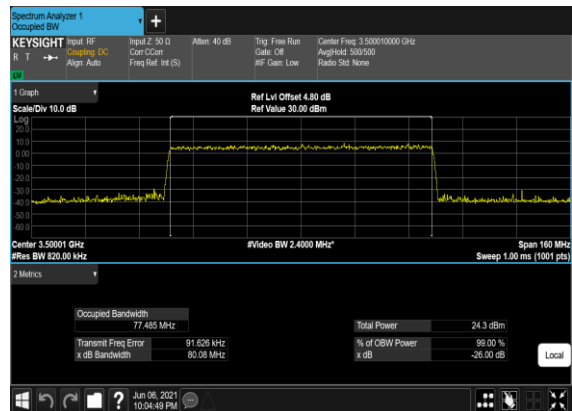 Spectrum Analyzer 1
Occupied BW
+
KEYSIGHT Input: RF Input Z: 50 Ω Atten: 40 dB Trig: Free Run Center Freq: 3.500010000 GHz
R T Coupling: DC Corr CCorr Gate: Off Avg|Hold: 500/500
Align: Auto Freq Ref: Int (S) #IF Gain: Low Radio Std: None
LW
1 Graph Ref Lvl Offset 4.80 dB
Scale/Div 10.0 dB Ref Value 30.00 dBm
Log
20.0
10.0
0.00
-10.0
-20.0
-30.0
-40.0
-50.0
-60.0
Center 3.50001 GHz #Video BW 2.4000 MHz* Span 160 MHz
#Res BW 820.00 kHz Sweep 1.00 ms (1001 pts)
2 Metrics
Occupied Bandwidth
77.485 MHz Total Power 24.3 dBm
Transmit Freq Error 91.626 kHz % of OBW Power 99.00 %
x dB Bandwidth 80.08 MHz x dB -26.00 dB
Local
? Jun 06, 2021
10:04:49 PM